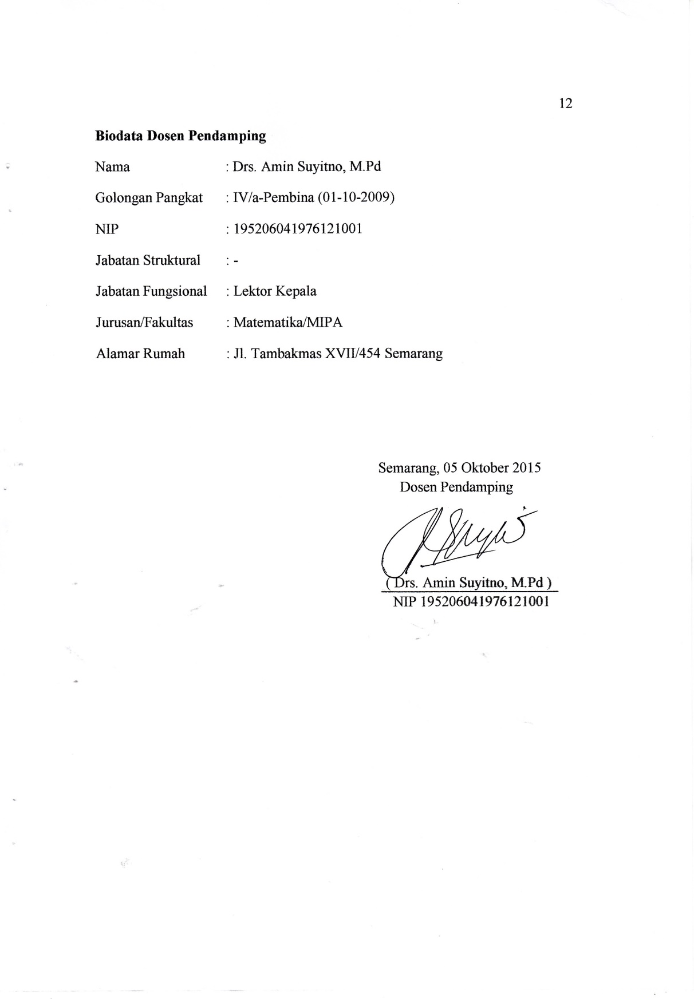 12
Biodata Dosen Pendamping
Nama : Drs. Amin Suyitno, M.Pd
Golongan Pangkat : IV/a-Pembina (01-10-2009)
NIP : 195206041976121001
Jabatan Struktural : -
Jabatan Fungsional : Lektor Kepala
Jurusan/Fakultas : Matematika/MIPA
Alamar Rumah : Jl. Tambakmas XVII/454 Semarang
Semarang, 05 Oktober 2015
Dosen Pendamping
( Drs. Amin Suyitno, M.Pd )
NIP 195206041976121001